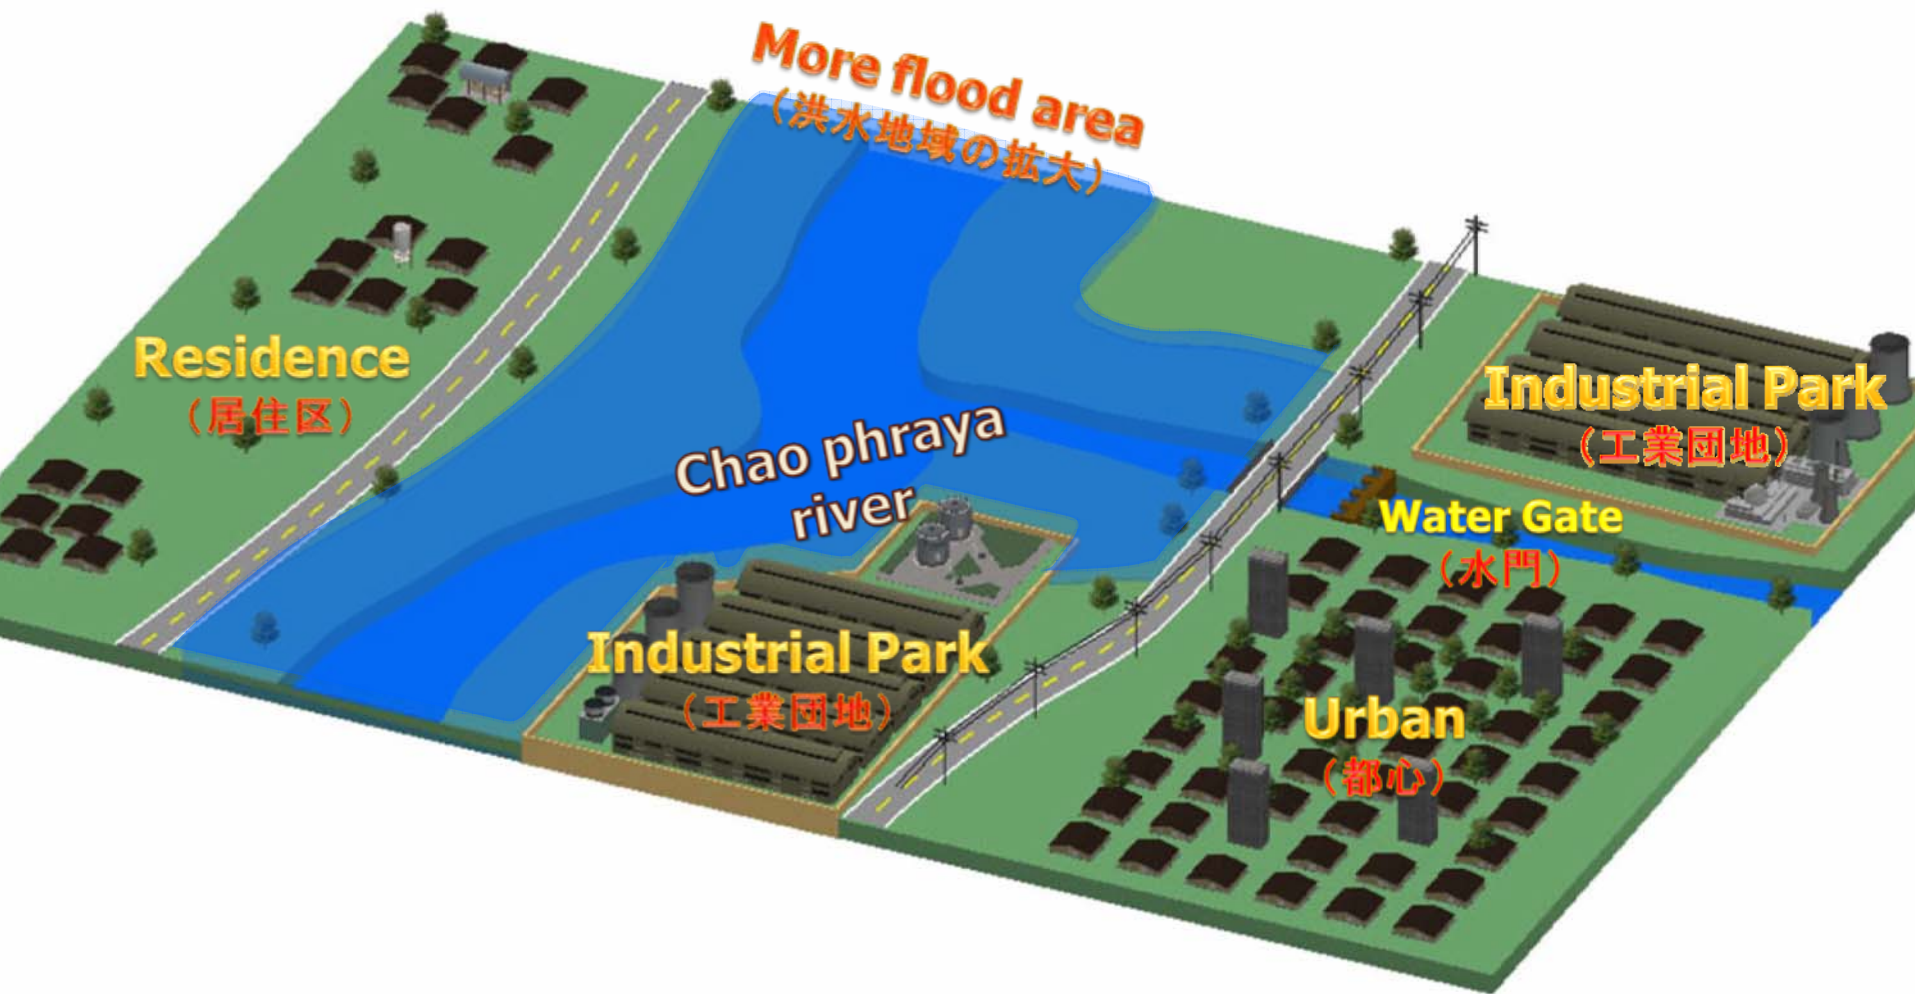 More flood area
（洪水地域の拡大）
Residence
（居住区）
Chao phraya
river
Industrial Park
（工業団地）
Water Gate
（水門）
Industrial Park
（工業団地）
Urban
（都心）